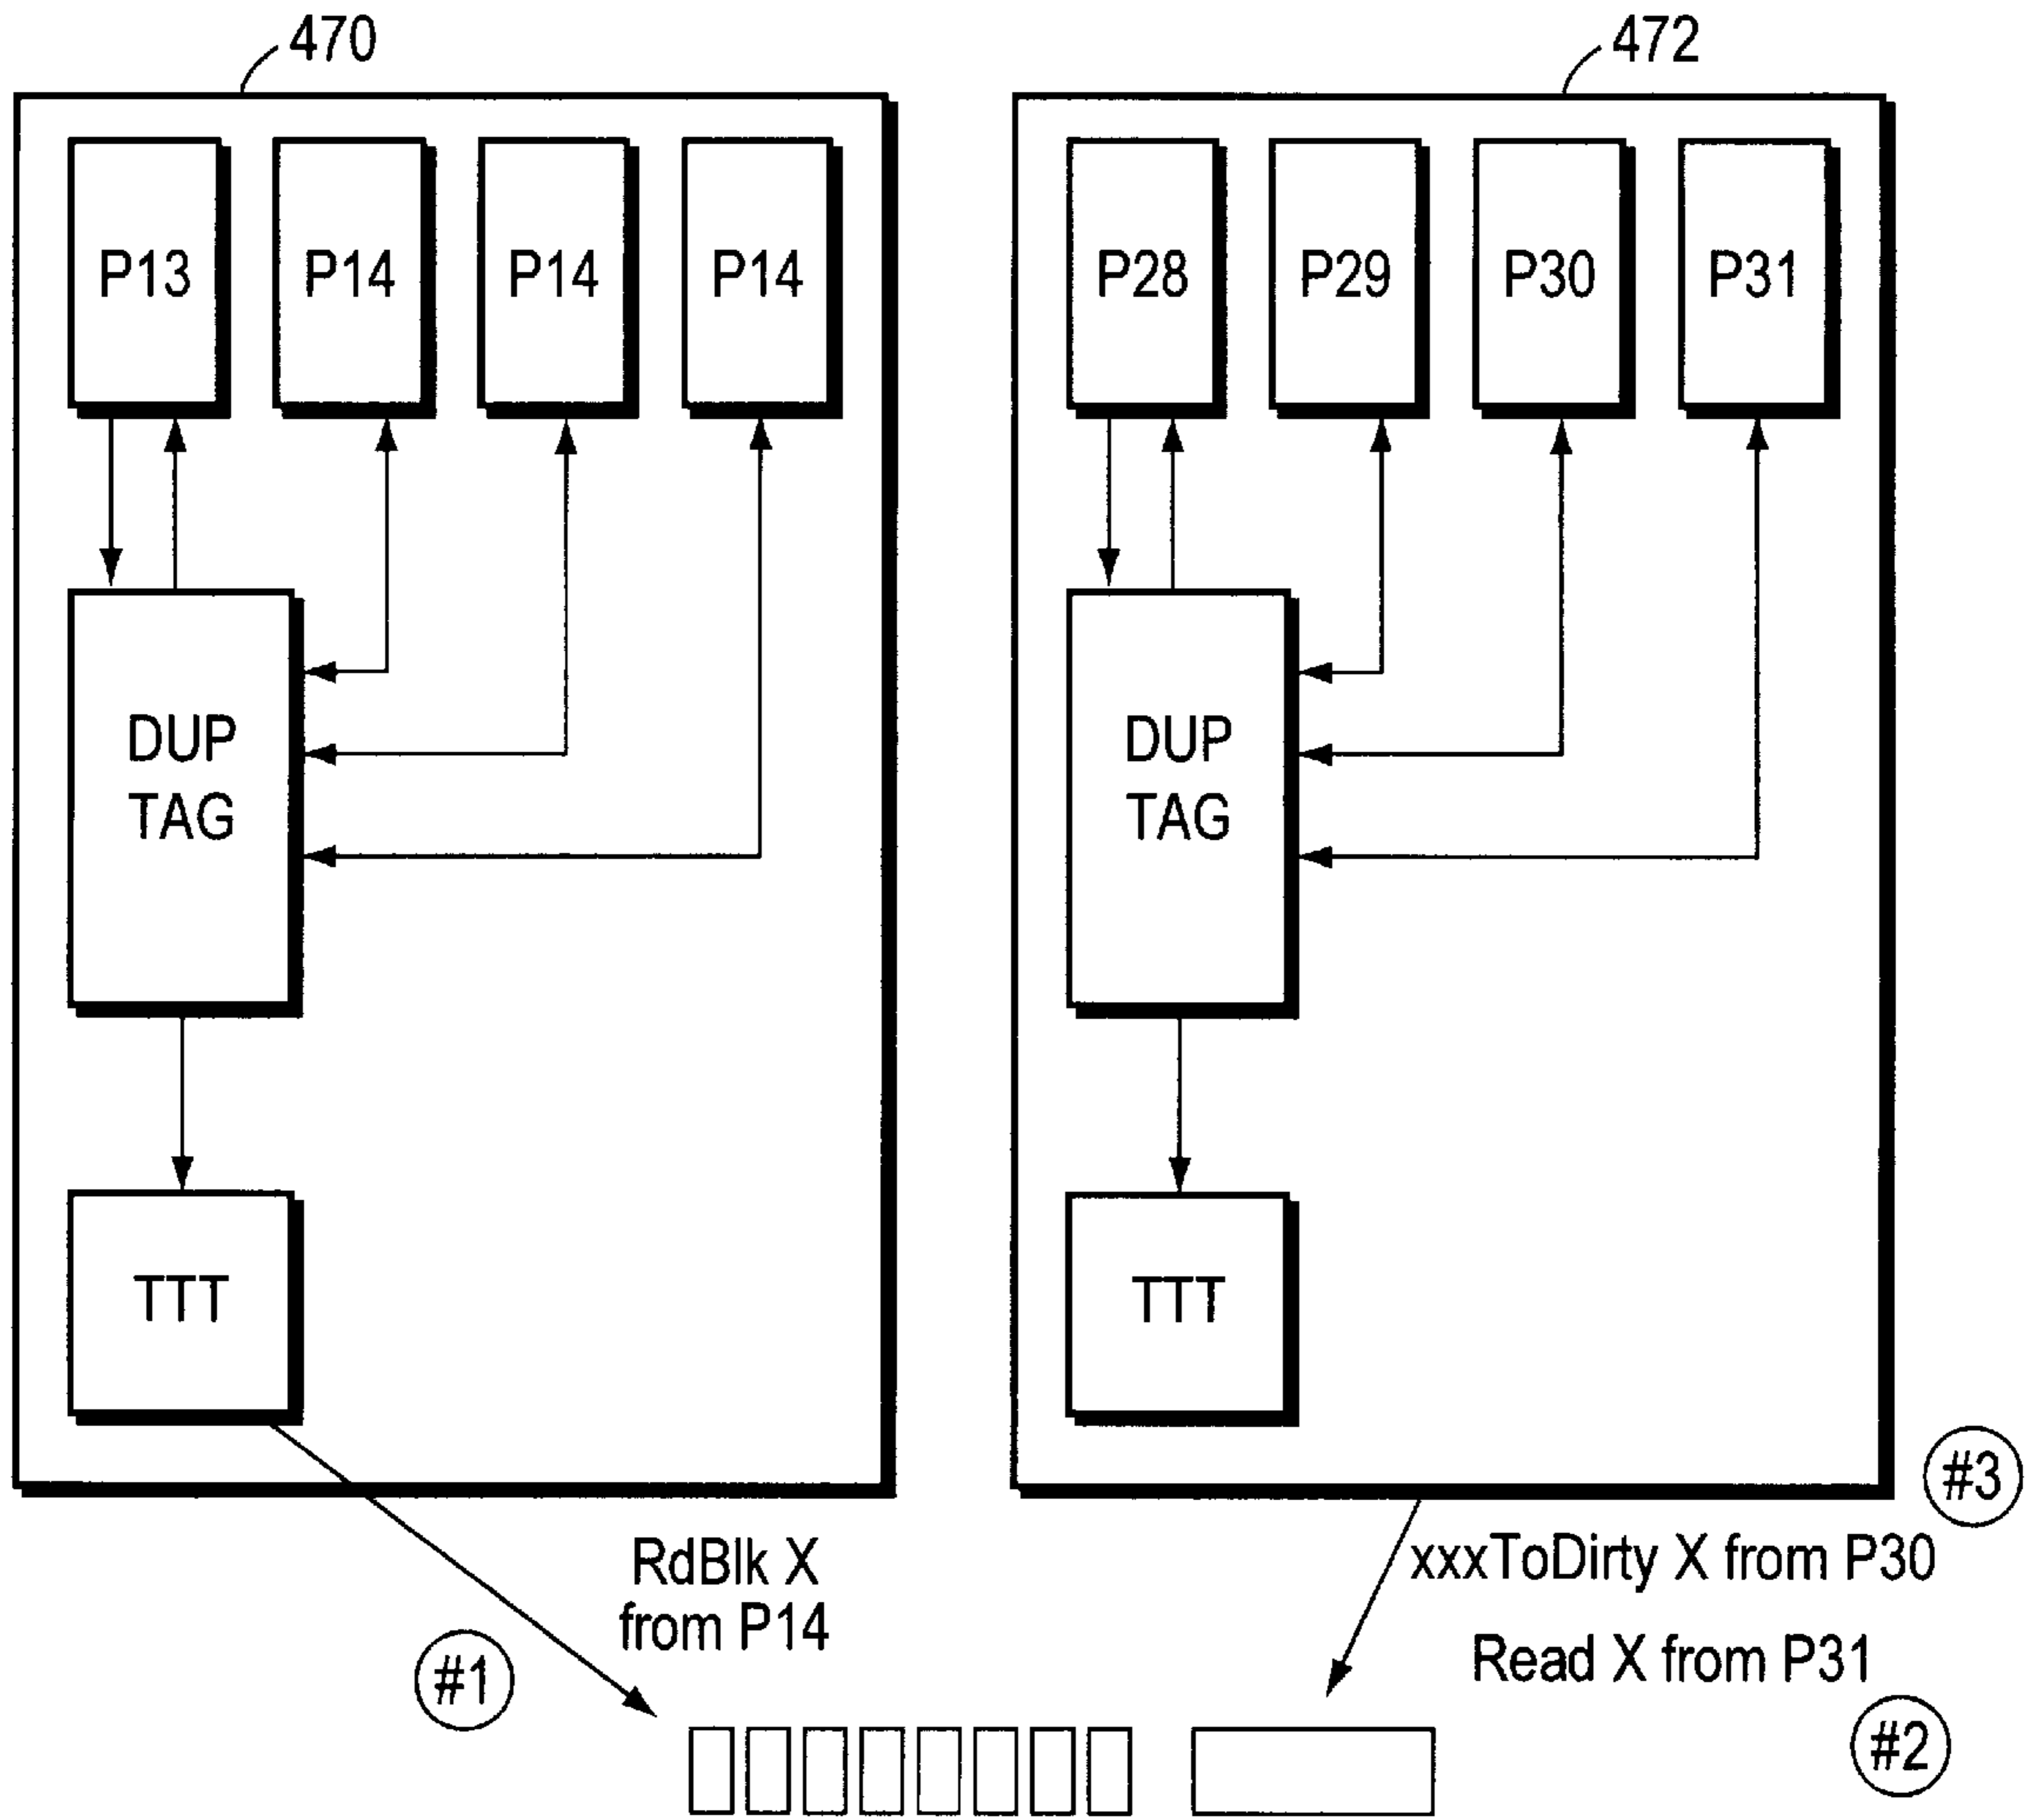 470
472
P13
P14
P14
P14
P28
P29
P30
P31
DUP
TAG
DUP
TAG
TTT
TTT
#3
RdBlk X
from P14
xxxToDirty X from P30
Read X from P31
#1
#2